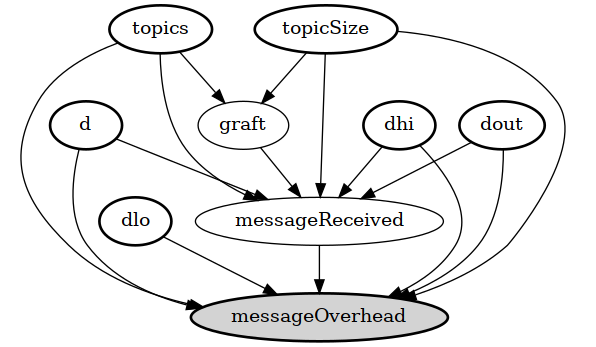 topics topicSize
d graft dhi dout
dlo messageReceived
messageOverhead